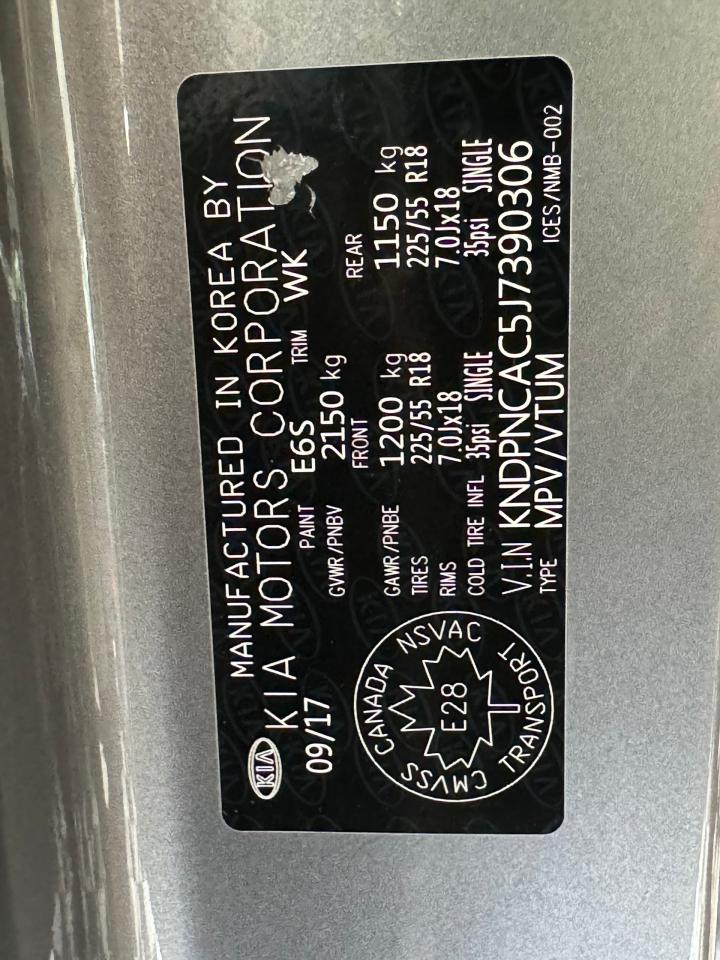 KIA
MANUFACTURED IN KOREA BY
KIA MOTORS CORPORATION
09/17 PAINT E6S TRIM WK
GVWR/PNBV 2150 kg
FRONT REAR
GAWR/PNBE 1200 kg 1150 kg
TIRES 225/55 R18 225/55 R18
RIMS 7.0Jx18 7.0Jx18
COLD TIRE INFL 35psi SINGLE 35psi SINGLE
V.I.N KNDPNCAC5J7390306
TYPE MPV/VTUM ICES/NMB-002
CMVSS CANADA NSVAC
E28
TRANSPORT